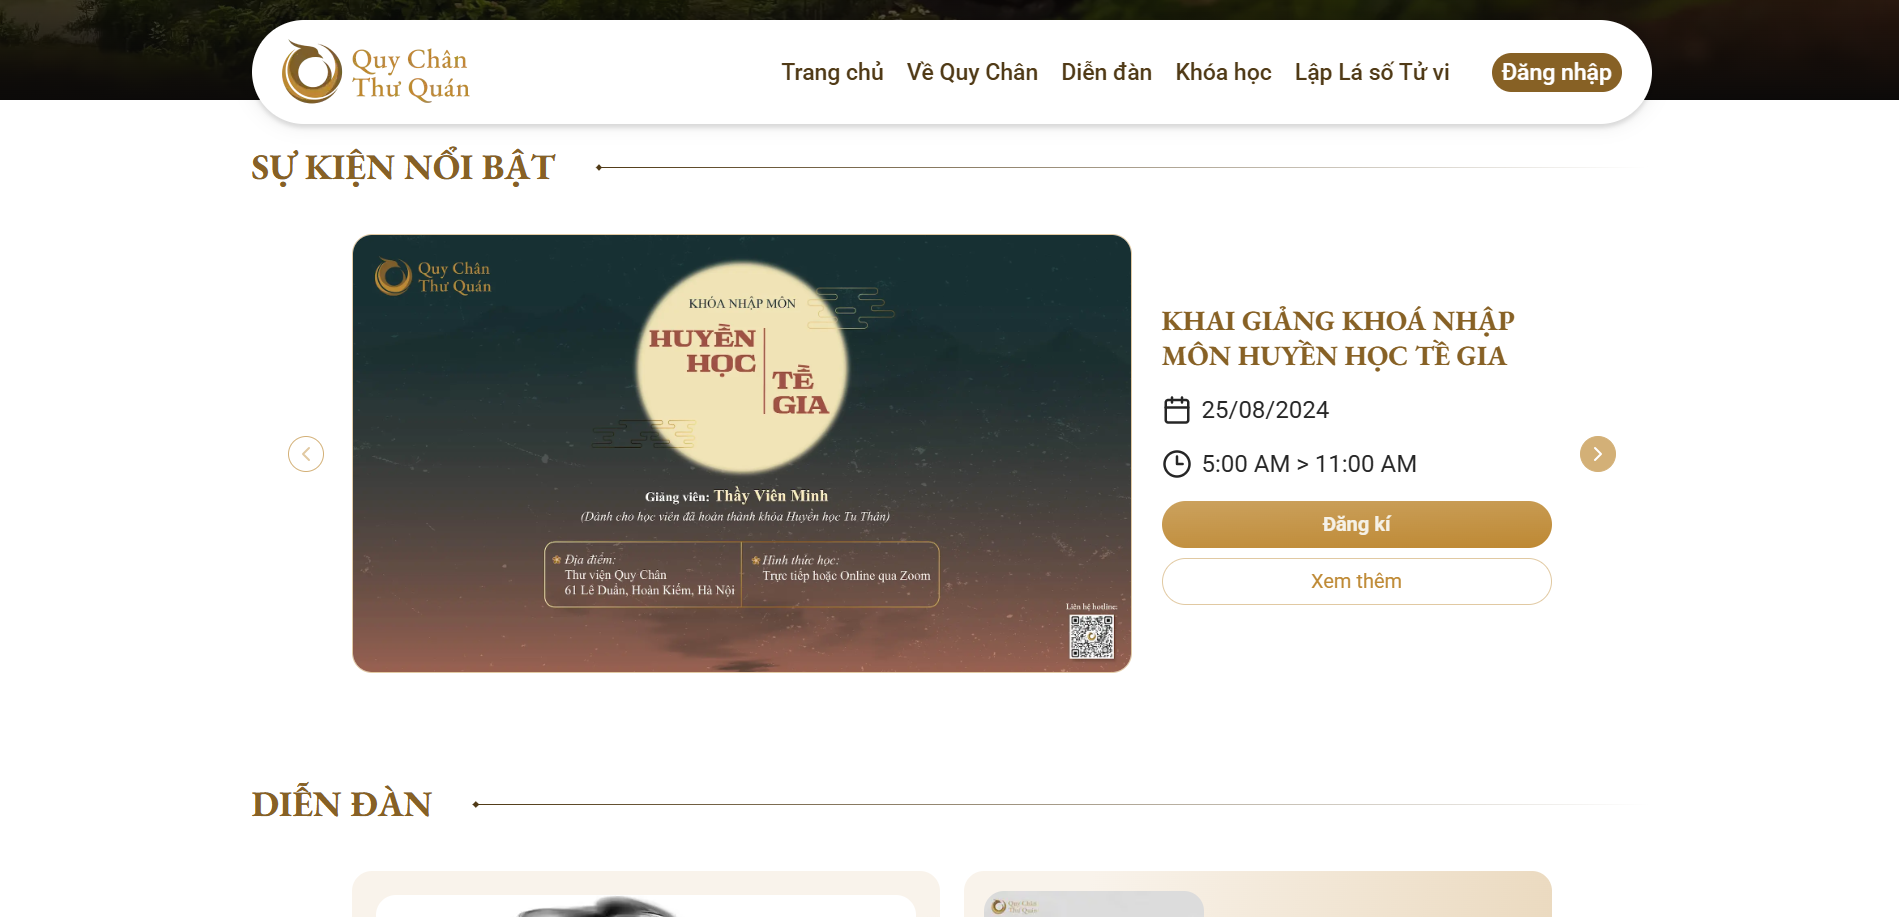 Quy Chân
Thư Quán
Trang chủ
Về Quy Chân
Diễn đàn
Khóa học
Lập Lá số Tử vi
Đăng nhập
SỰ KIỆN NỔI BẬT
Quy Chân
Thư Quán
KHÓA NHẬP MÔN
HUYỀN
HỌC
TỀ
GIA
Giảng viên: Thầy Viên Minh
(Dành cho học viên đã hoàn thành khóa Huyền học Tu Thân)
Địa điểm:
Thư viện Quy Chân
61 Lê Duẩn, Hoàn Kiếm, Hà Nội
Hình thức học:
Trực tiếp hoặc Online qua Zoom
Liên hệ hotline:
KHAI GIẢNG KHOÁ NHẬP
MÔN HUYỀN HỌC TỀ GIA
25/08/2024
5:00 AM > 11:00 AM
Đăng kí
Xem thêm
DIỄN ĐÀN
Quy Chân
Thư Quán